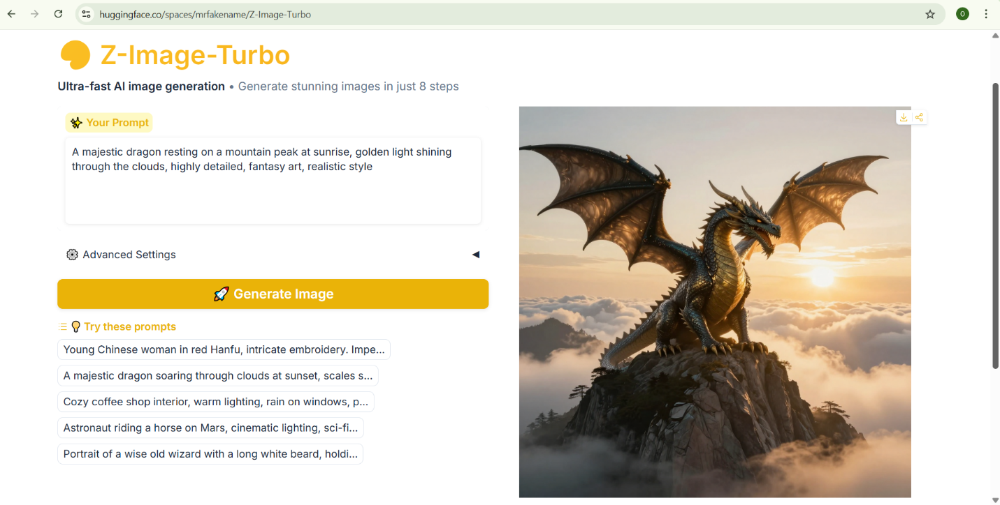 huggingface.co/spaces/mrfakename/Z-Image-Turbo
O
Z-Image-Turbo
Ultra-fast AI image generation • Generate stunning images in just 8 steps
Your Prompt
A majestic dragon resting on a mountain peak at sunrise, golden light shining
through the clouds, highly detailed, fantasy art, realistic style
Advanced Settings
Generate Image
Try these prompts
Young Chinese woman in red Hanfu, intricate embroidery. Impe...
A majestic dragon soaring through clouds at sunset, scales s...
Cozy coffee shop interior, warm lighting, rain on windows, p...
Astronaut riding a horse on Mars, cinematic lighting, sci-fi...
Portrait of a wise old wizard with a long white beard, holdi...